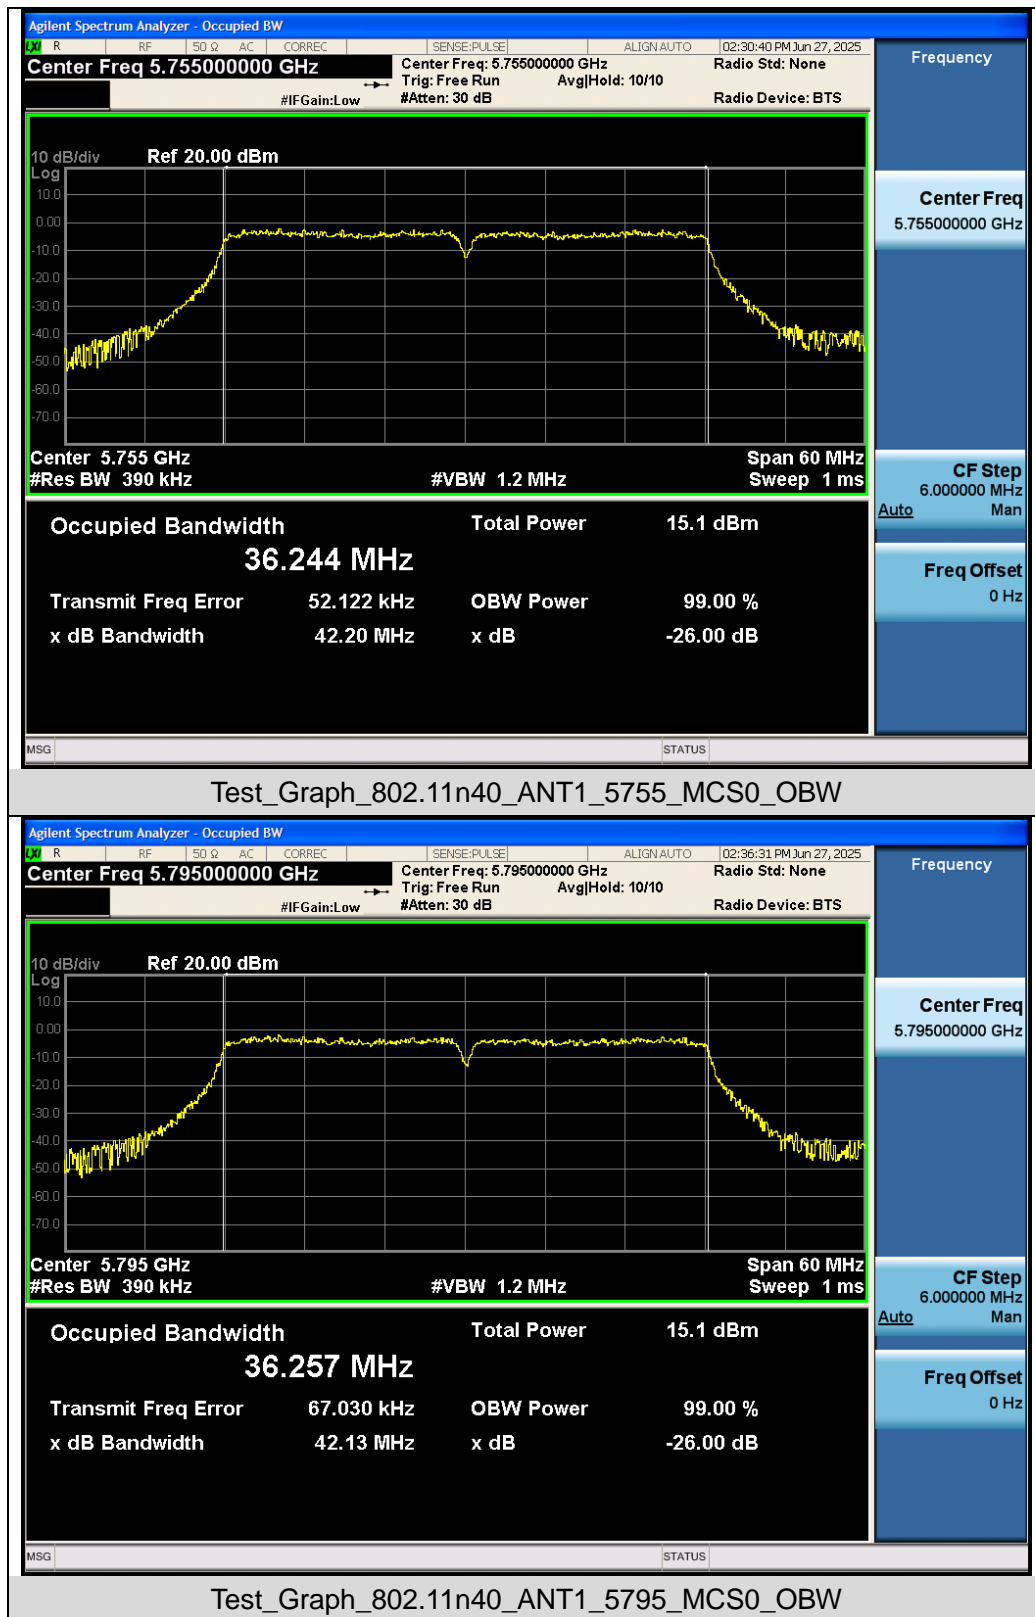 Agilent Spectrum Analyzer - Occupied BW
LXI R RF 50 Ω AC CORREC SENSE:PULSE ALIGN AUTO 02:30:40 PM Jun 27, 2025
Center Freq 5.755000000 GHz Center Freq: 5.755000000 GHz Radio Std: None
Trig: Free Run Avg|Hold: 10/10
#IFGain:Low #Atten: 30 dB Radio Device: BTS
Frequency
10 dB/div Ref 20.00 dBm
Log
10.0
0.00
-10.0
-20.0
-30.0
-40.0
-50.0
-60.0
-70.0
Center 5.755 GHz Span 60 MHz
#Res BW 390 kHz #VBW 1.2 MHz Sweep 1 ms
Center Freq
5.755000000 GHz
CF Step
6.000000 MHz
Auto Man
Freq Offset
0 Hz
Occupied Bandwidth Total Power 15.1 dBm
36.244 MHz
Transmit Freq Error 52.122 kHz OBW Power 99.00 %
x dB Bandwidth 42.20 MHz x dB -26.00 dB
MSG STATUS
Test_Graph_802.11n40_ANT1_5755_MCS0_OBW
Agilent Spectrum Analyzer - Occupied BW
LXI R RF 50 Ω AC CORREC SENSE:PULSE ALIGN AUTO 02:36:31 PM Jun 27, 2025
Center Freq 5.795000000 GHz Center Freq: 5.795000000 GHz Radio Std: None
Trig: Free Run Avg|Hold: 10/10
#IFGain:Low #Atten: 30 dB Radio Device: BTS
Frequency
10 dB/div Ref 20.00 dBm
Log
10.0
0.00
-10.0
-20.0
-30.0
-40.0
-50.0
-60.0
-70.0
Center 5.795 GHz Span 60 MHz
#Res BW 390 kHz #VBW 1.2 MHz Sweep 1 ms
Center Freq
5.795000000 GHz
CF Step
6.000000 MHz
Auto Man
Freq Offset
0 Hz
Occupied Bandwidth Total Power 15.1 dBm
36.257 MHz
Transmit Freq Error 67.030 kHz OBW Power 99.00 %
x dB Bandwidth 42.13 MHz x dB -26.00 dB
MSG STATUS
Test_Graph_802.11n40_ANT1_5795_MCS0_OBW